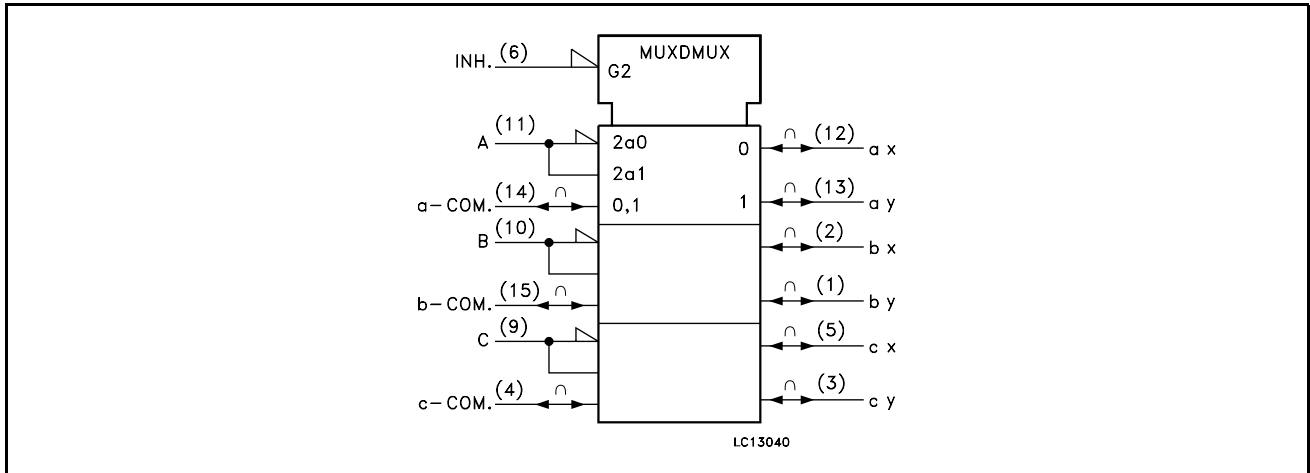 MUXDMUX
INH. (6) G2
A (11) 2a0 0 ∩ (12) a x
2a1
a-COM. (14) ∩ 0,1 1 ∩ (13) a y
B (10) ∩ (2) b x
b-COM. (15) ∩ ∩ (1) b y
C (9) ∩ (5) c x
c-COM. (4) ∩ ∩ (3) c y
LC13040